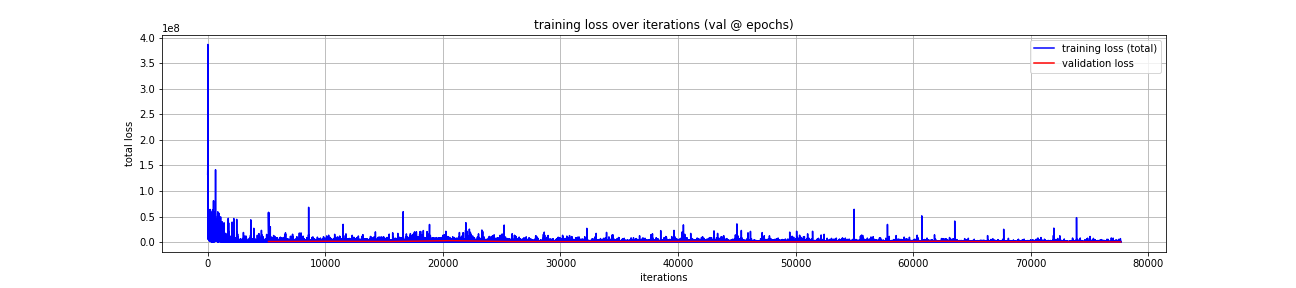 training loss over iterations (val @ epochs)
1e8
4.0
3.5
3.0
2.5
2.0
1.5
1.0
0.5
0.0
total loss
training loss (total)
validation loss
0 10000 20000 30000 40000 50000 60000 70000 80000
iterations